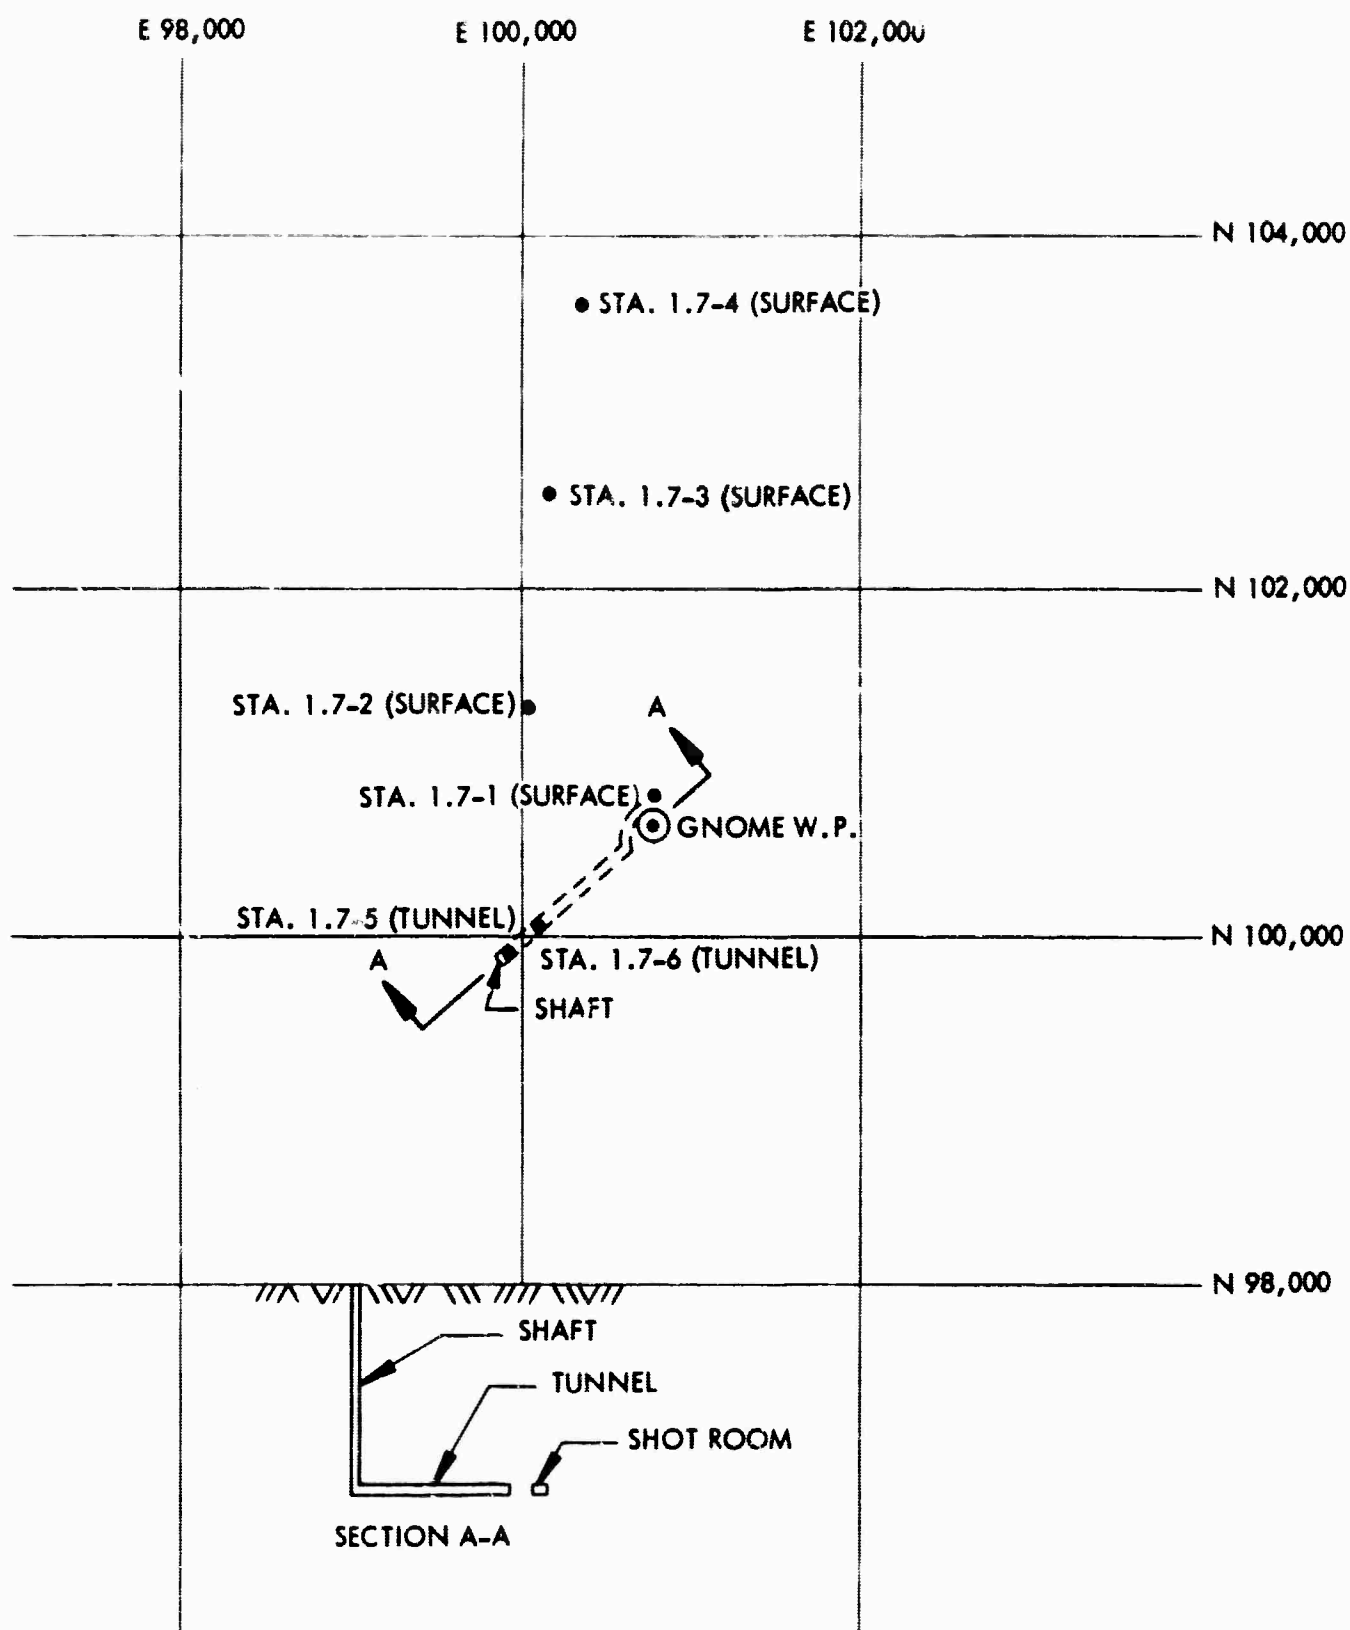 E 98,000 E 100,000 E 102,000
N 104,000
STA. 1.7-4 (SURFACE)
STA. 1.7-3 (SURFACE)
N 102,000
STA. 1.7-2 (SURFACE)
A
STA. 1.7-1 (SURFACE)
GNOME W.P.
STA. 1.7-5 (TUNNEL)
N 100,000
A
STA. 1.7-6 (TUNNEL)
SHAFT
N 98,000
SHAFT
TUNNEL
SHOT ROOM
SECTION A-A